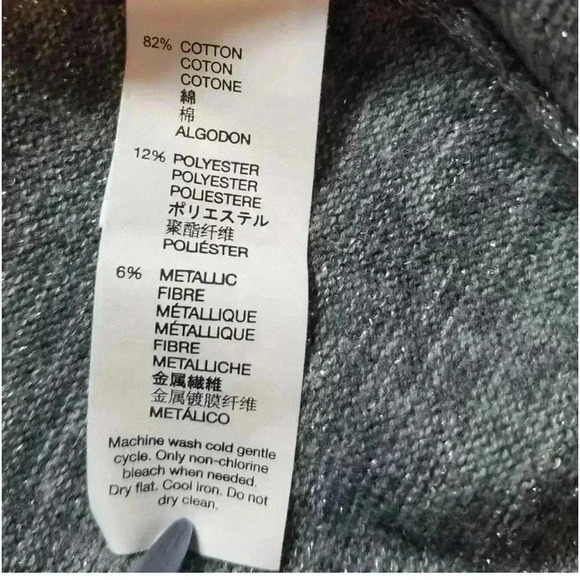 82% COTTON
COTON
COTONE
綿
棉
ALGODON
12% POLYESTER
POLYESTER
POLIESTERE
ポリエステル
聚酯纤维
POLIÉSTER
6% METALLIC
FIBRE
MÉTALLIQUE
MÉTALLIQUE
FIBRE
METALLICHE
金属繊維
金属镀膜纤维
METÁLICO
Machine wash cold gentle
cycle. Only non-chlorine
bleach when needed.
Dry flat. Cool iron. Do not
dry clean.